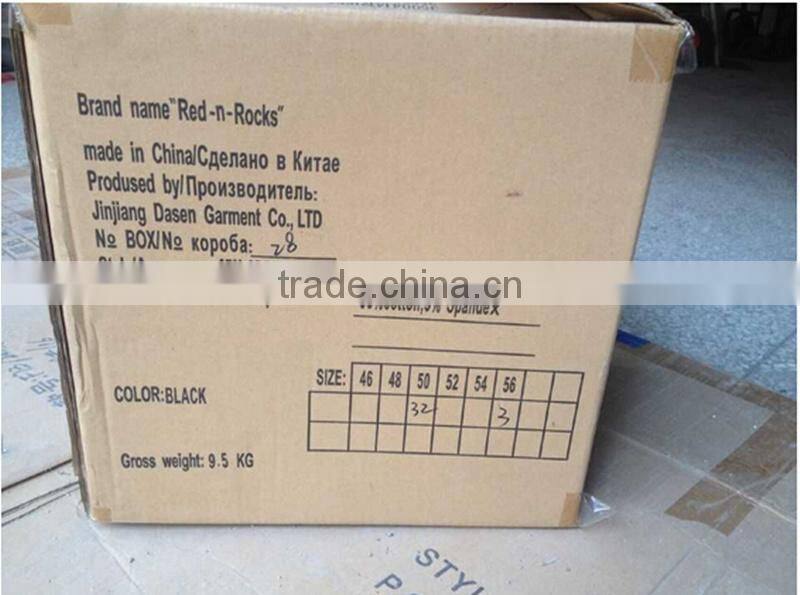 Brand name"Red-n-Rocks"
made in China/Сделано в Китае
Prodused by/Производитель:
Jinjiang Dasen Garment Co., LTD
№ BOX/№ короба: 28
trade.china.cn
Spandex
SIZE: 46 48 50 52 54 56
32 3
COLOR:BLACK
Gross weight: 9.5 KG
STYL